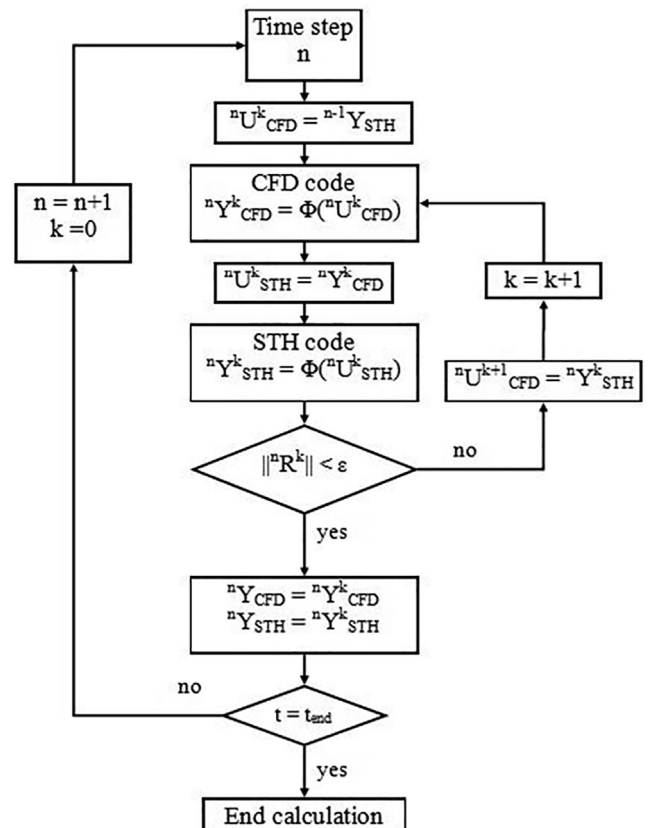 Time step
n
ⁿUᵏCFD = ⁿ⁻¹YSTH
CFD code
ⁿYᵏCFD = Φ(ⁿUᵏCFD)
n = n+1
k =0
ⁿUᵏSTH = ⁿYᵏCFD
k = k+1
STH code
ⁿYᵏSTH = Φ(ⁿUᵏSTH)
ⁿUᵏ⁺¹CFD = ⁿYᵏSTH
||ⁿRᵏ|| < ε
no
yes
ⁿYCFD = ⁿYᵏCFD
ⁿYSTH = ⁿYᵏSTH
no
t = tend
yes
End calculation